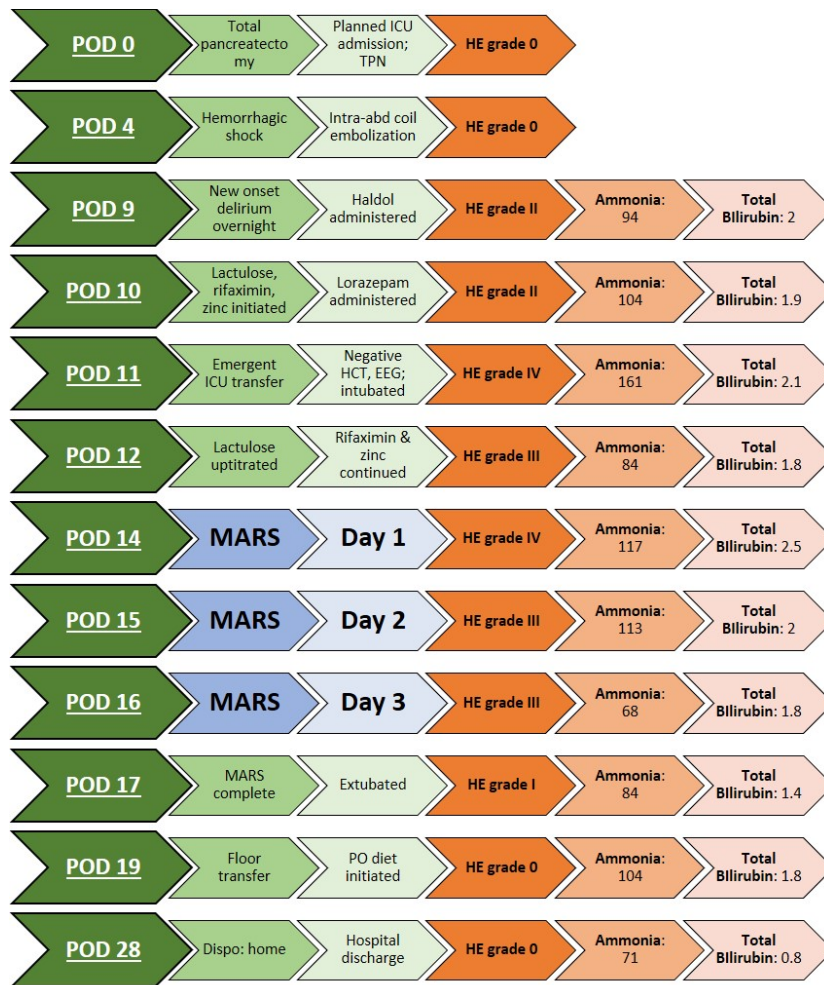 POD 0
Total
pancreatecto
my
Planned ICU
admission;
TPN
HE grade 0
POD 4
Hemorrhagic
shock
Intra-abd coil
embolization
HE grade 0
POD 9
New onset
delirium
overnight
Haldol
administered
HE grade II
Ammonia:
94
Total
BIlirubin: 2
POD 10
Lactulose,
rifaximin,
zinc initiated
Lorazepam
administered
HE grade II
Ammonia:
104
Total
BIlirubin: 1.9
POD 11
Emergent
ICU transfer
Negative
HCT, EEG;
intubated
HE grade IV
Ammonia:
161
Total
BIlirubin: 2.1
POD 12
Lactulose
uptitrated
Rifaximin &
zinc
continued
HE grade III
Ammonia:
84
Total
BIlirubin: 1.8
POD 14
MARS
Day 1
HE grade IV
Ammonia:
117
Total
BIlirubin: 2.5
POD 15
MARS
Day 2
HE grade III
Ammonia:
113
Total
BIlirubin: 2
POD 16
MARS
Day 3
HE grade III
Ammonia:
68
Total
BIlirubin: 1.8
POD 17
MARS
complete
Extubated
HE grade I
Ammonia:
84
Total
BIlirubin: 1.4
POD 19
Floor
transfer
PO diet
initiated
HE grade 0
Ammonia:
104
Total
BIlirubin: 1.8
POD 28
Dispo: home
Hospital
discharge
HE grade 0
Ammonia:
71
Total
BIlirubin: 0.8